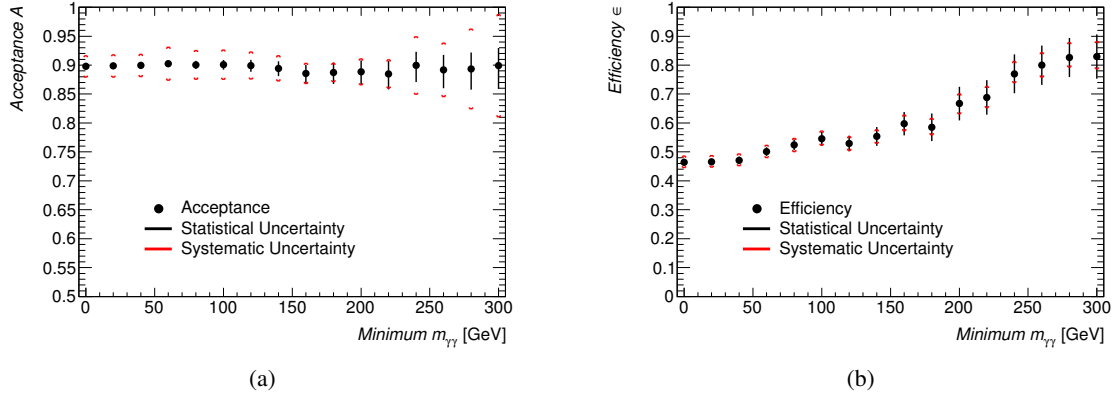 Acceptance A
1
0.95
0.9
0.85
0.8
0.75
0.7
0.65
0.6
0.55
0.5
Acceptance
Statistical Uncertainty
Systematic Uncertainty
0 50 100 150 200 250 300
Minimum mγγ [GeV]
(a)
Efficiency ϵ
1
0.9
0.8
0.7
0.6
0.5
0.4
0.3
0.2
0.1
0
Efficiency
Statistical Uncertainty
Systematic Uncertainty
0 50 100 150 200 250 300
Minimum mγγ [GeV]
(b)